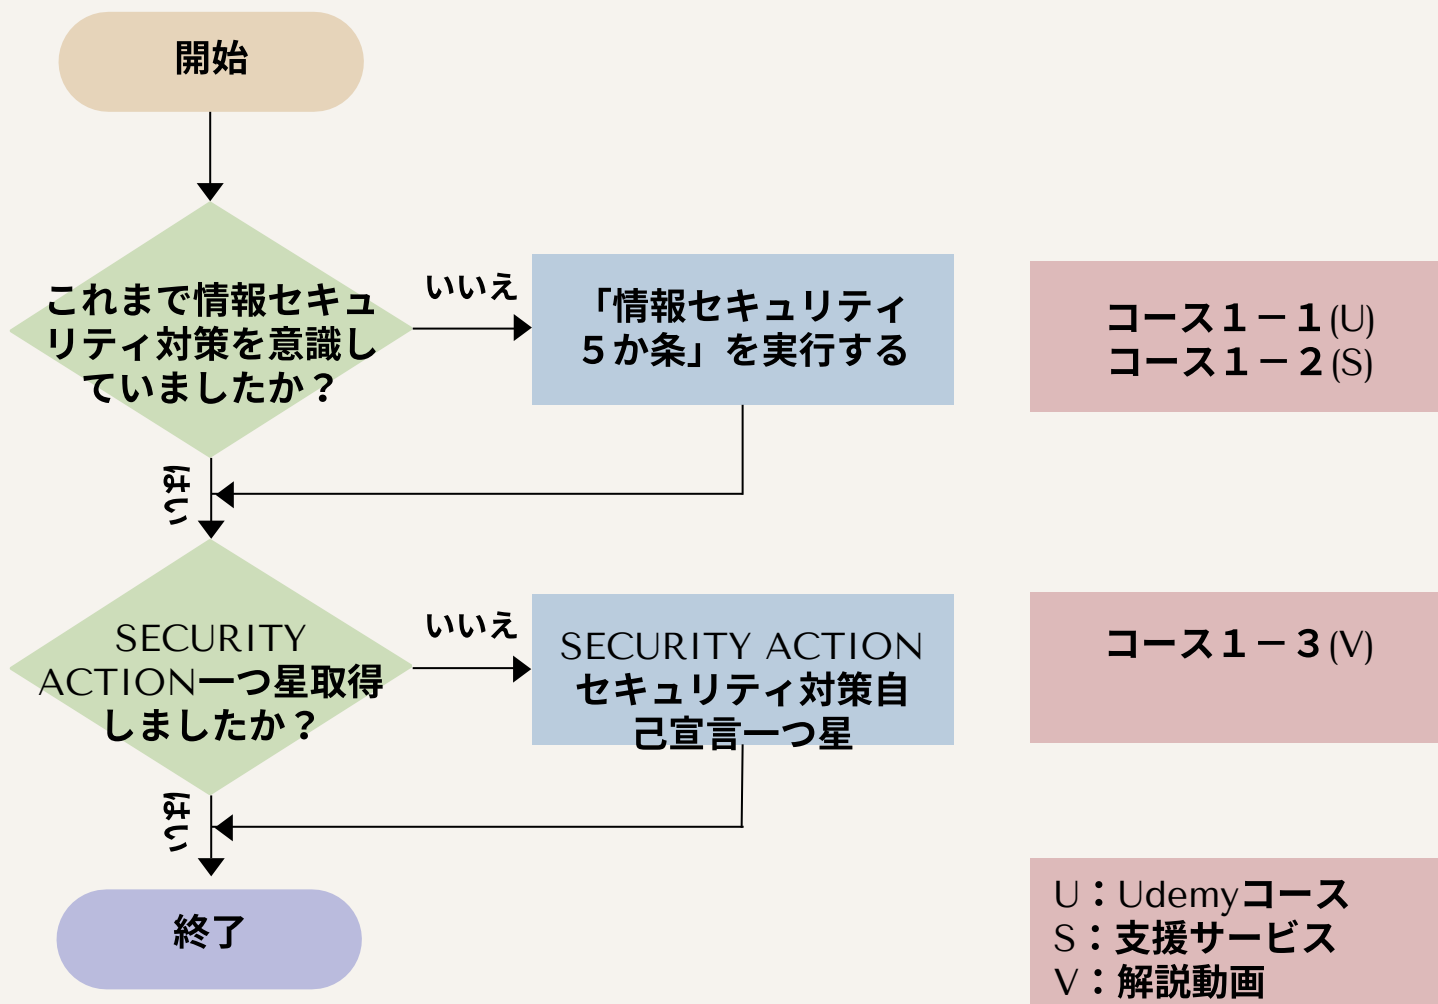 開始
これまで情報セキュ
リティ対策を意識し
ていましたか？
いいえ
「情報セキュリティ
５か条」を実行する
コース１－１(U)
コース１－２(S)
はい
SECURITY
ACTION一つ星取得
しましたか？
いいえ
SECURITY ACTION
セキュリティ対策自
己宣言一つ星
コース１－３(V)
はい
終了
U：Udemyコース
S：支援サービス
V：解説動画